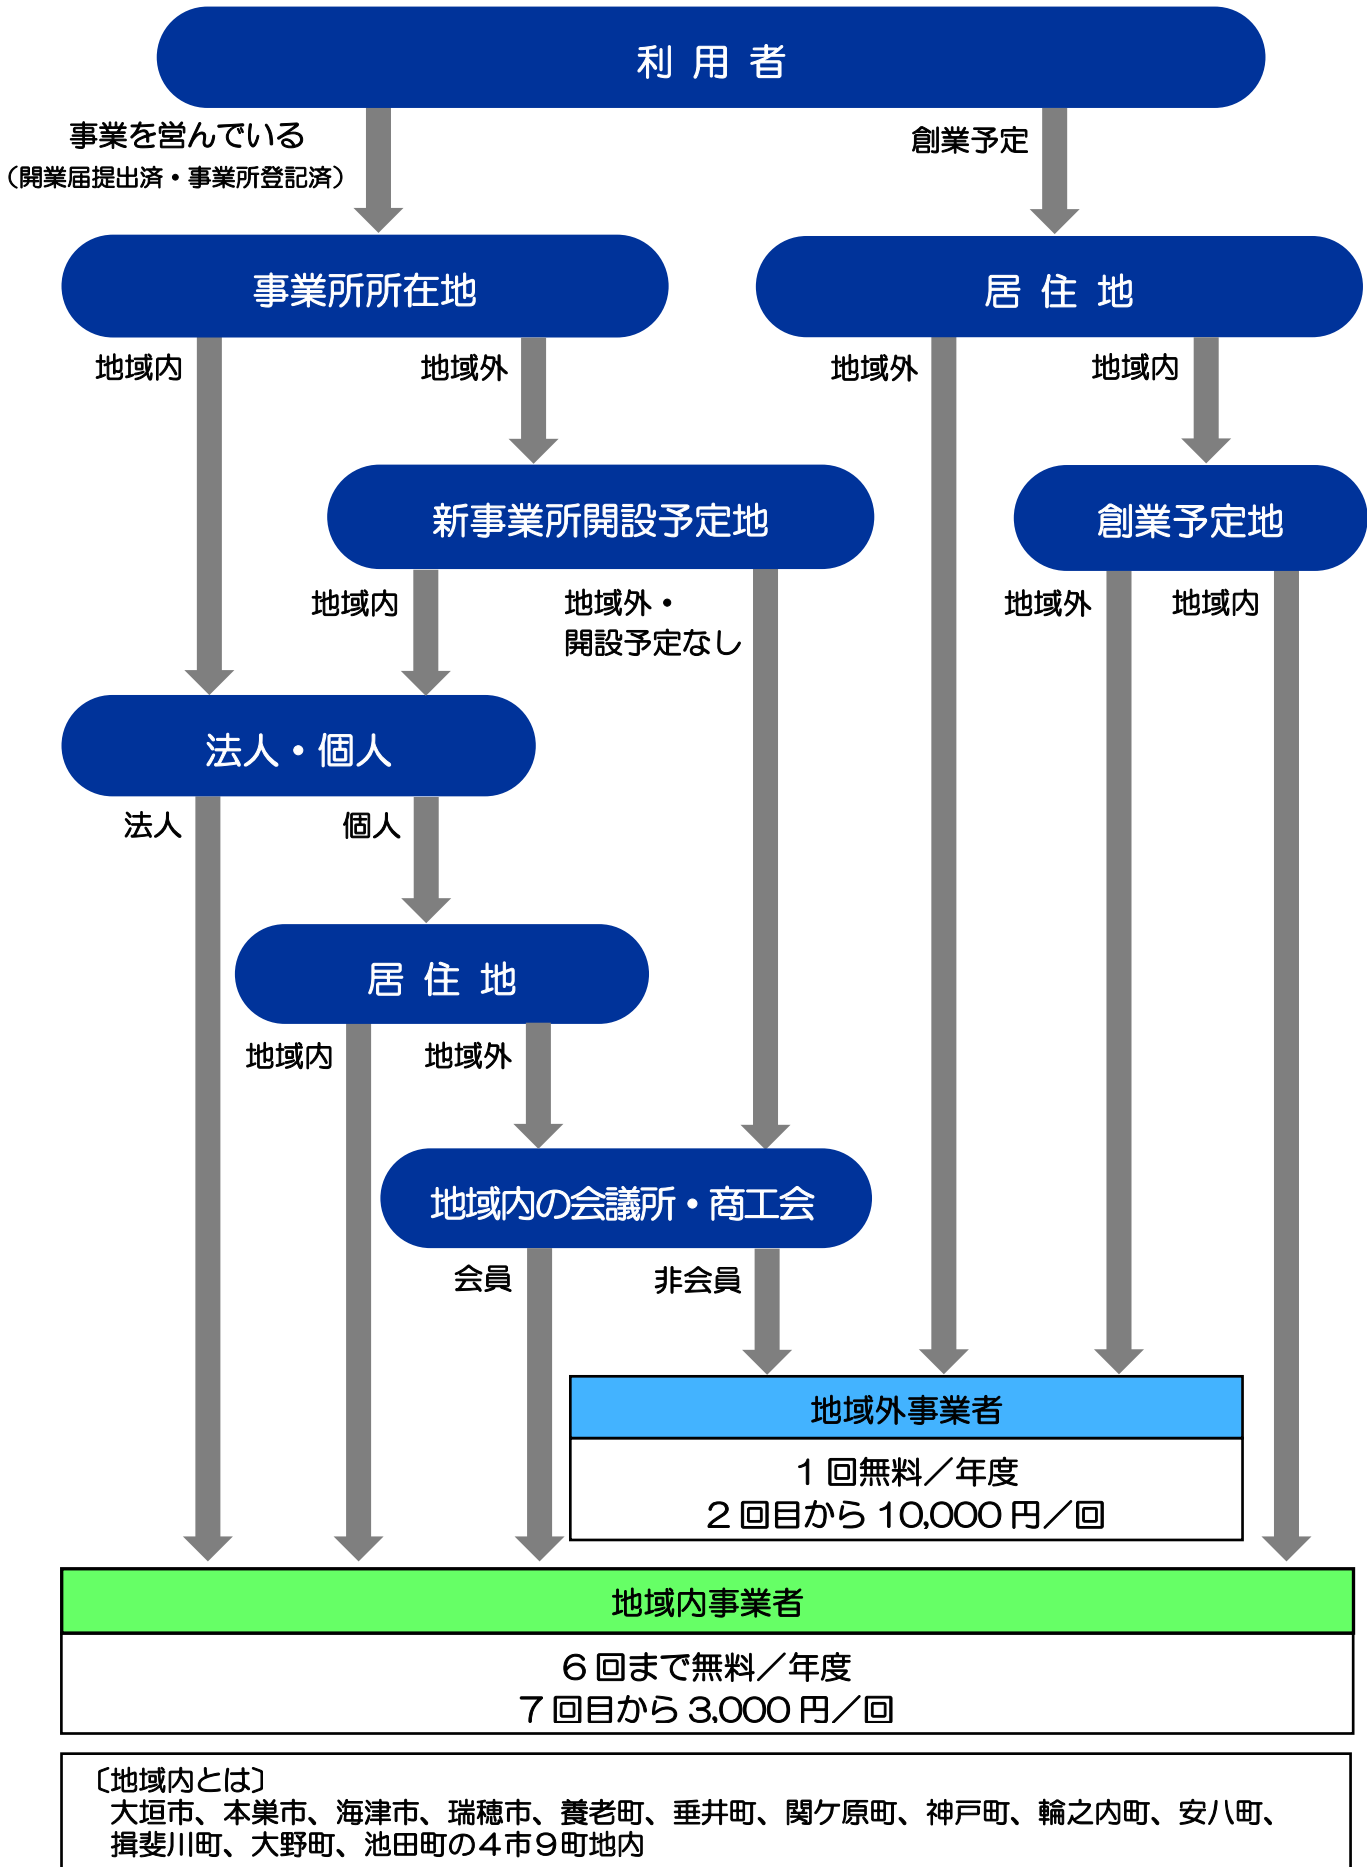 利用者
事業を営んでいる
（開業届提出済・事業所登記済）
創業予定
事業所所在地
居住地
地域内
地域外
地域外
地域内
新事業所開設予定地
創業予定地
地域内
地域外・
開設予定なし
地域外
地域内
法人・個人
法人
個人
居住地
地域内
地域外
地域内の会議所・商工会
会員
非会員
地域外事業者
１回無料／年度
２回目から10,000円／回
地域内事業者
６回まで無料／年度
７回目から3,000円／回
〔地域内とは〕
大垣市、本巣市、海津市、瑞穂市、養老町、垂井町、関ケ原町、神戸町、輪之内町、安八町、
揖斐川町、大野町、池田町の４市９町地内